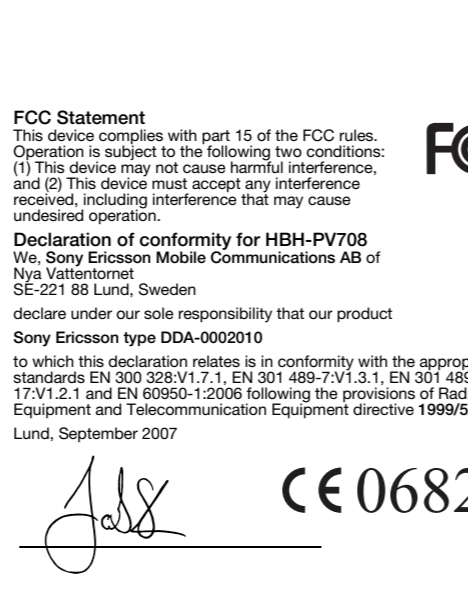 FCC Statement
This device complies with part 15 of the FCC rules.
Operation is subject to the following two conditions:
(1) This device may not cause harmful interference,
and (2) This device must accept any interference
received, including interference that may cause
undesired operation.
Declaration of conformity for HBH-PV708
We, Sony Ericsson Mobile Communications AB of
Nya Vattentornet
SE-221 88 Lund, Sweden
declare under our sole responsibility that our product
Sony Ericsson type DDA-0002010
to which this declaration relates is in conformity with the approp
standards EN 300 328:V1.7.1, EN 301 489-7:V1.3.1, EN 301 489
17:V1.2.1 and EN 60950-1:2006 following the provisions of Rad
Equipment and Telecommunication Equipment directive 1999/5
Lund, September 2007
CE 0682